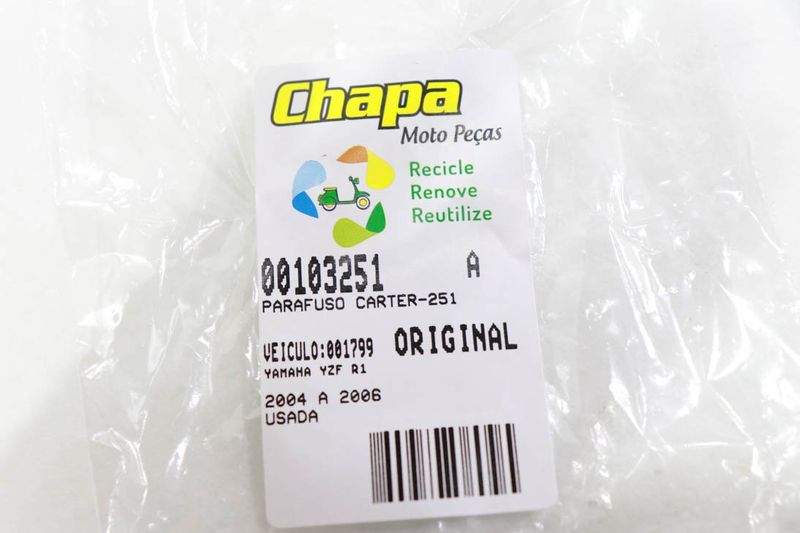 Chapa
Moto Peças
Recicle
Renove
Reutilize
00103251 A
PARAFUSO CARTER-251
VEICULO:001799 ORIGINAL
YAMAHA YZF R1
2004 A 2006
USADA